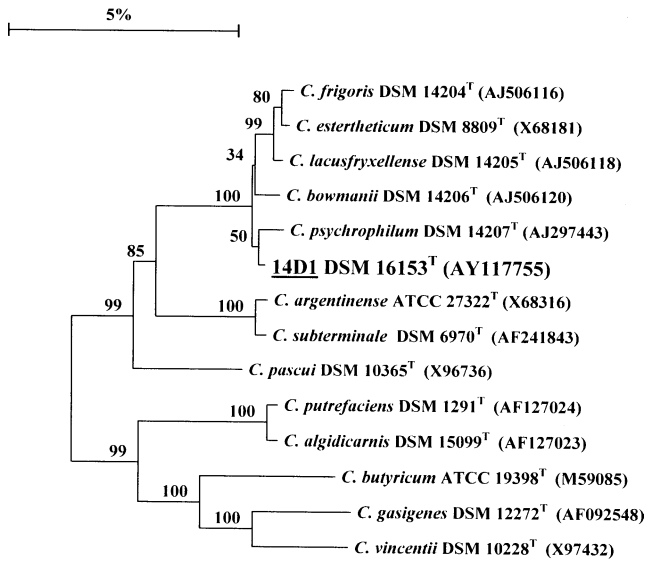 5%
80
C. frigoris DSM 14204T (AJ506116)
99
C. estertheticum DSM 8809T (X68181)
34
C. lacusfryxellense DSM 14205T (AJ506118)
100
C. bowmanii DSM 14206T (AJ506120)
50
C. psychrophilum DSM 14207T (AJ297443)
85
14D1 DSM 16153T (AY117755)
99
100
C. argentinense ATCC 27322T (X68316)
C. subterminale DSM 6970T (AF241843)
C. pascui DSM 10365T (X96736)
100
C. putrefaciens DSM 1291T (AF127024)
99
C. algidicarnis DSM 15099T (AF127023)
100
C. butyricum ATCC 19398T (M59085)
100
C. gasigenes DSM 12272T (AF092548)
C. vincentii DSM 10228T (X97432)